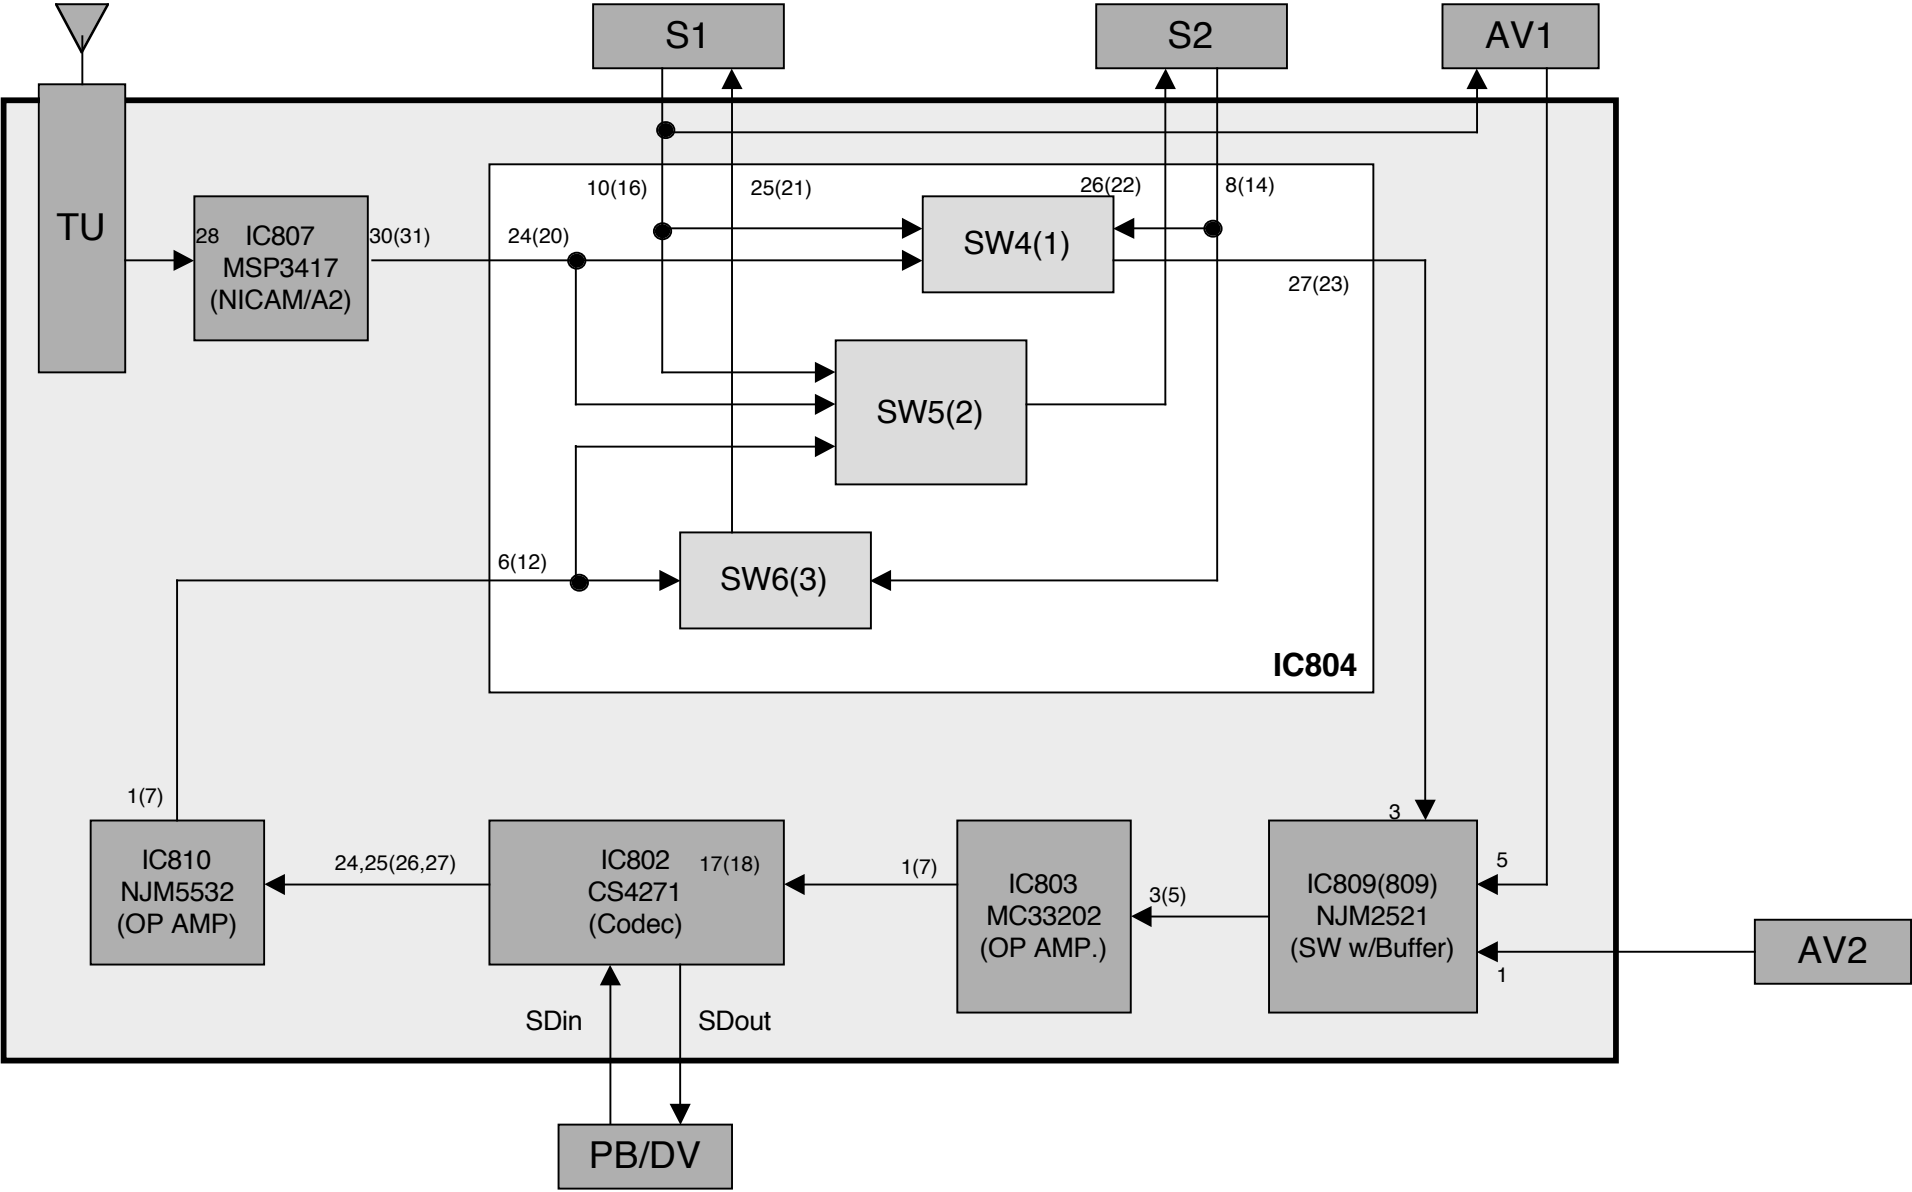 S1
S2
AV1
TU
10(16)
25(21)
26(22)
8(14)
28
IC807
MSP3417
(NICAM/A2)
30(31)
24(20)
SW4(1)
27(23)
SW5(2)
6(12)
SW6(3)
IC804
1(7)
IC810
NJM5532
(OP AMP)
24,25(26,27)
IC802
CS4271
(Codec)
17(18)
1(7)
IC803
MC33202
(OP AMP.)
3(5)
3
IC809(809)
NJM2521
(SW w/Buffer)
5
1
AV2
SDin
SDout
PB/DV